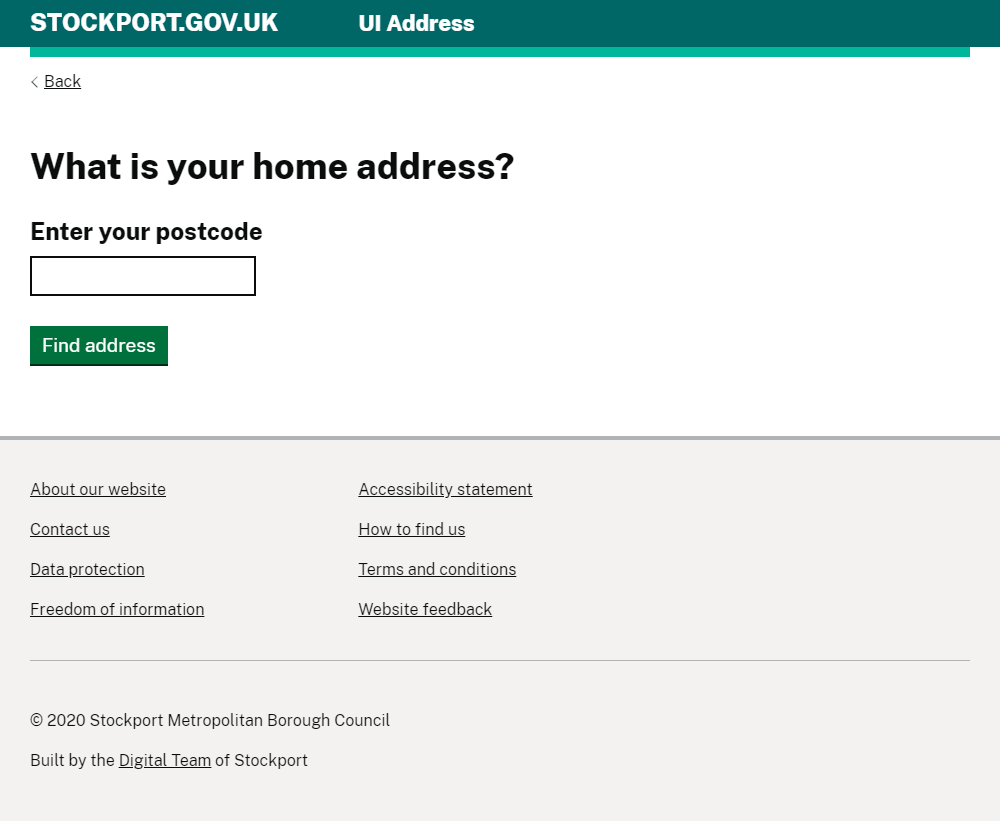 STOCKPORT.GOV.UK UI Address
Back
What is your home address?
Enter your postcode
Find address
About our website
Contact us
Data protection
Freedom of information
Accessibility statement
How to find us
Terms and conditions
Website feedback
© 2020 Stockport Metropolitan Borough Council
Built by the Digital Team of Stockport